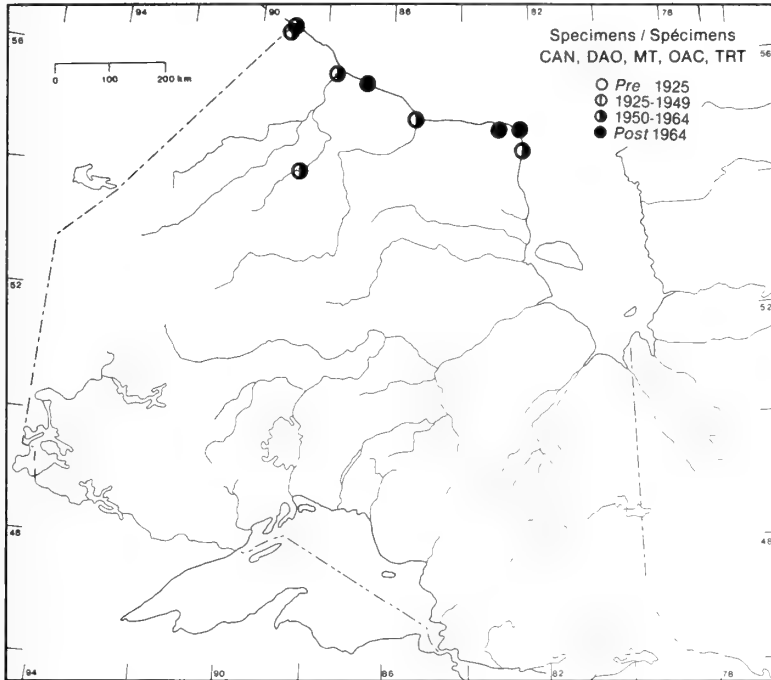 94 90 86 82 78
56
56
Specimens / Spécimens
CAN, DAO, MT, OAC, TRT
0 100 200 km
Pre 1925
1925-1949
1950-1964
Post 1964
52
52
48
48
94 90 86 82 78